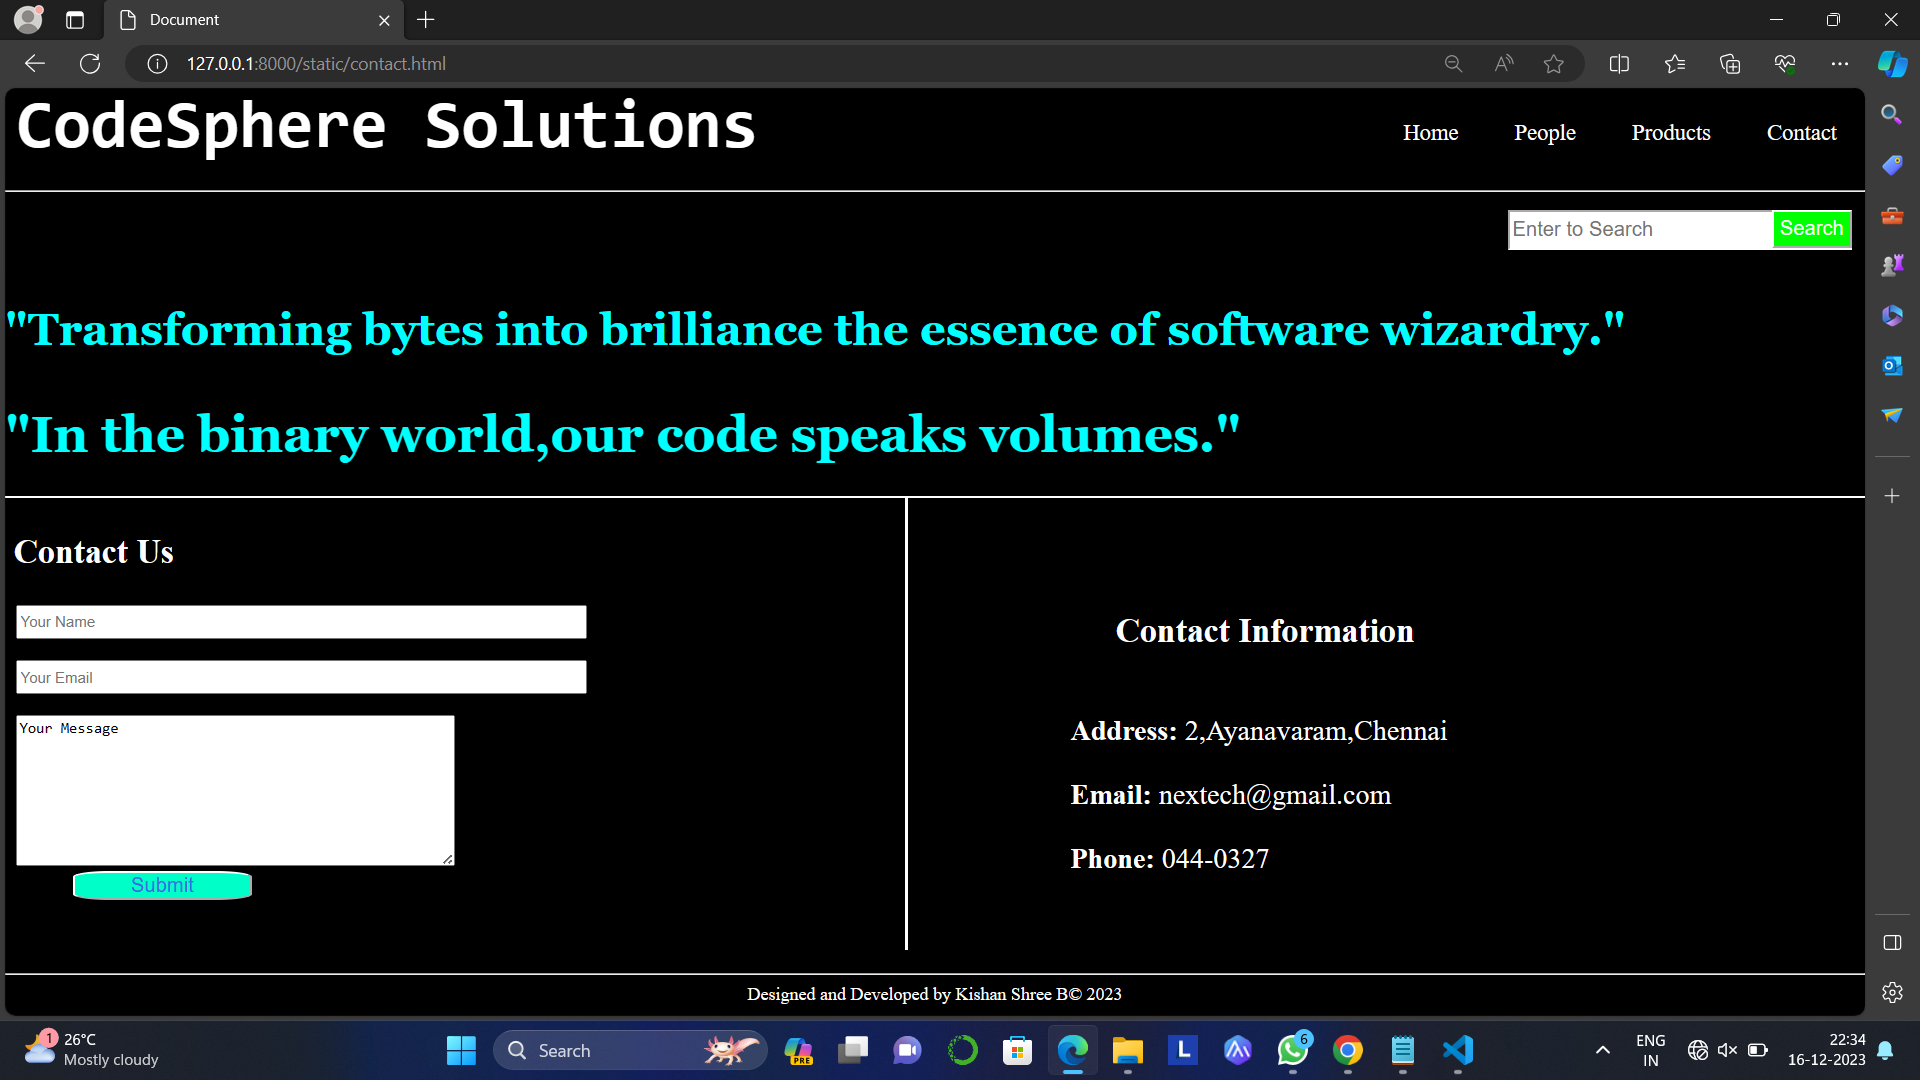 Document
127.0.0.1:8000/static/contact.html
CodeSphere Solutions
Home People Products Contact
Enter to Search Search
"Transforming bytes into brilliance the essence of software wizardry."
"In the binary world,our code speaks volumes."
Contact Us
Your Name
Your Email
Your Message
Submit
Contact Information
Address: 2,Ayanavaram,Chennai
Email: nextech@gmail.com
Phone: 044-0327
Designed and Developed by Kishan Shree B© 2023
1
26°C
Mostly cloudy
Search
PRE
L
6
ENG
IN
22:34
16-12-2023